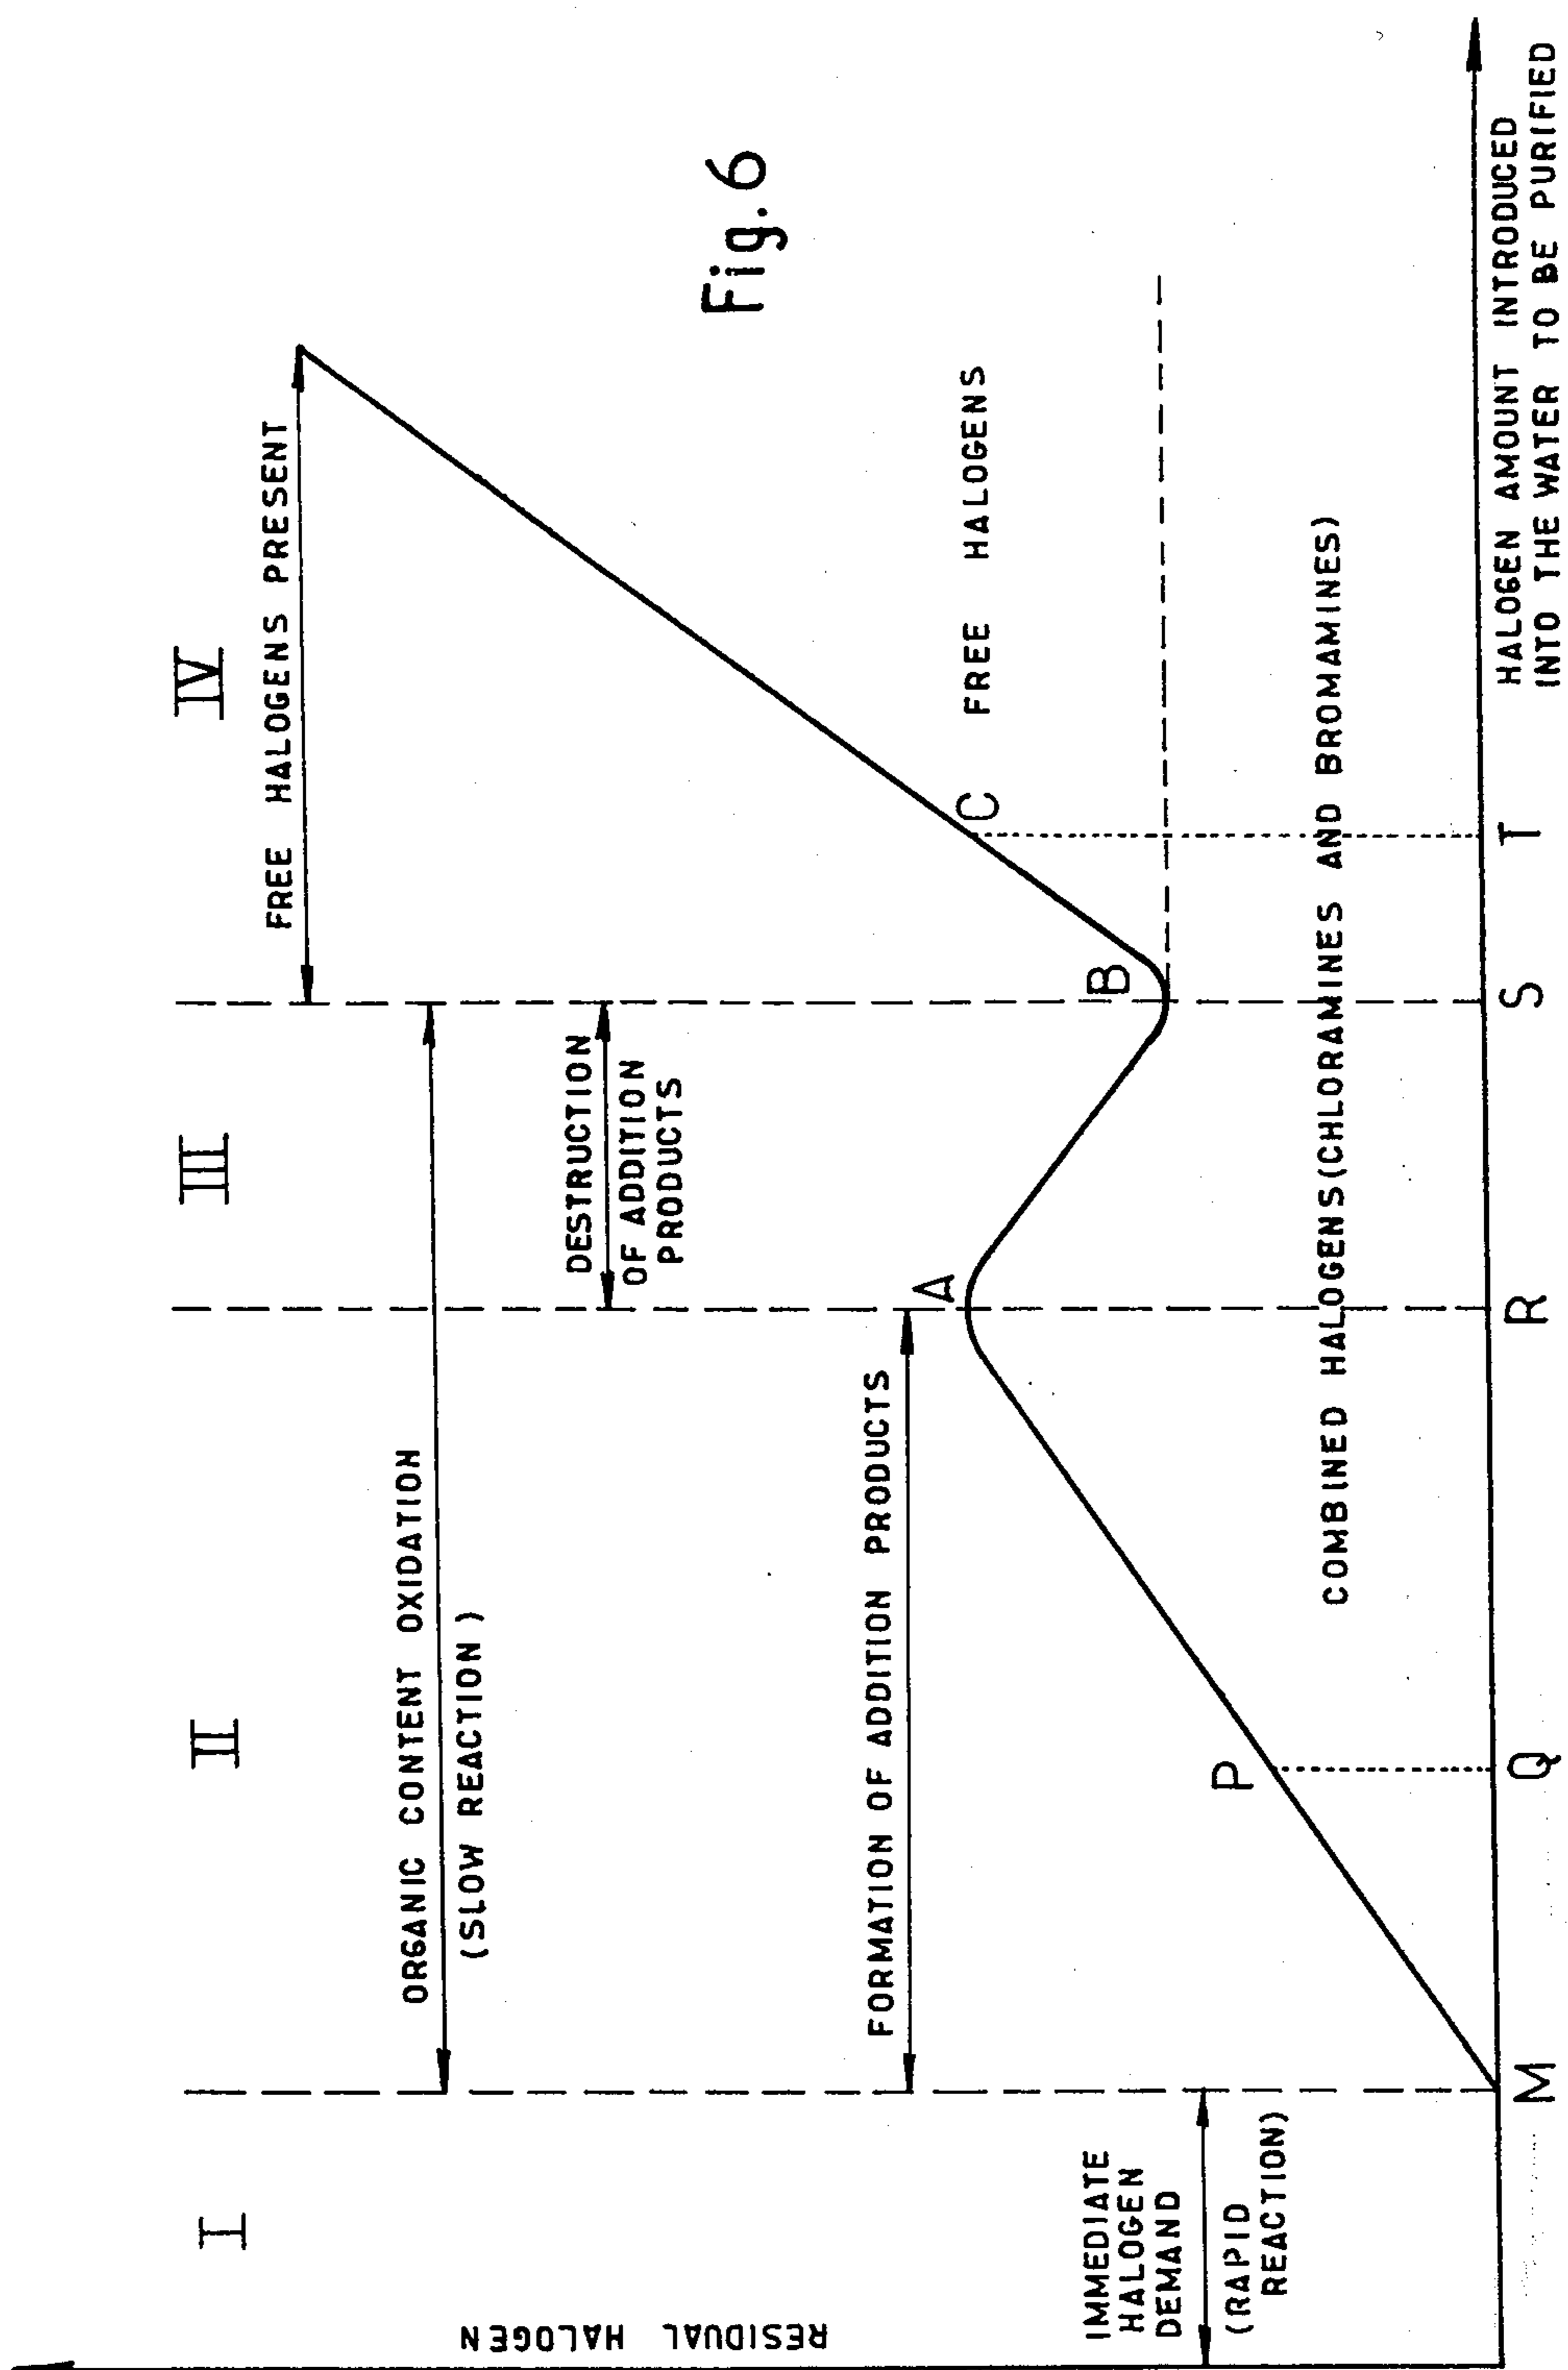 I
II
III
IV
FREE HALOGENS PRESENT
ORGANIC CONTENT OXIDATION
(SLOW REACTION)
DESTRUCTION
OF ADDITION
PRODUCTS
Fig.6
FORMATION OF ADDITION PRODUCTS
A
B
C
FREE HALOGENS
IMMEDIATE
HALOGEN
DEMAND
(RAPID
REACTION)
P
COMBINED HALOGENS(CHLORAMINES AND BROMAMINES)
RESIDUAL HALOGEN
M
Q
R
S
T
HALOGEN AMOUNT INTRODUCED
INTO THE WATER TO BE PURIFIED